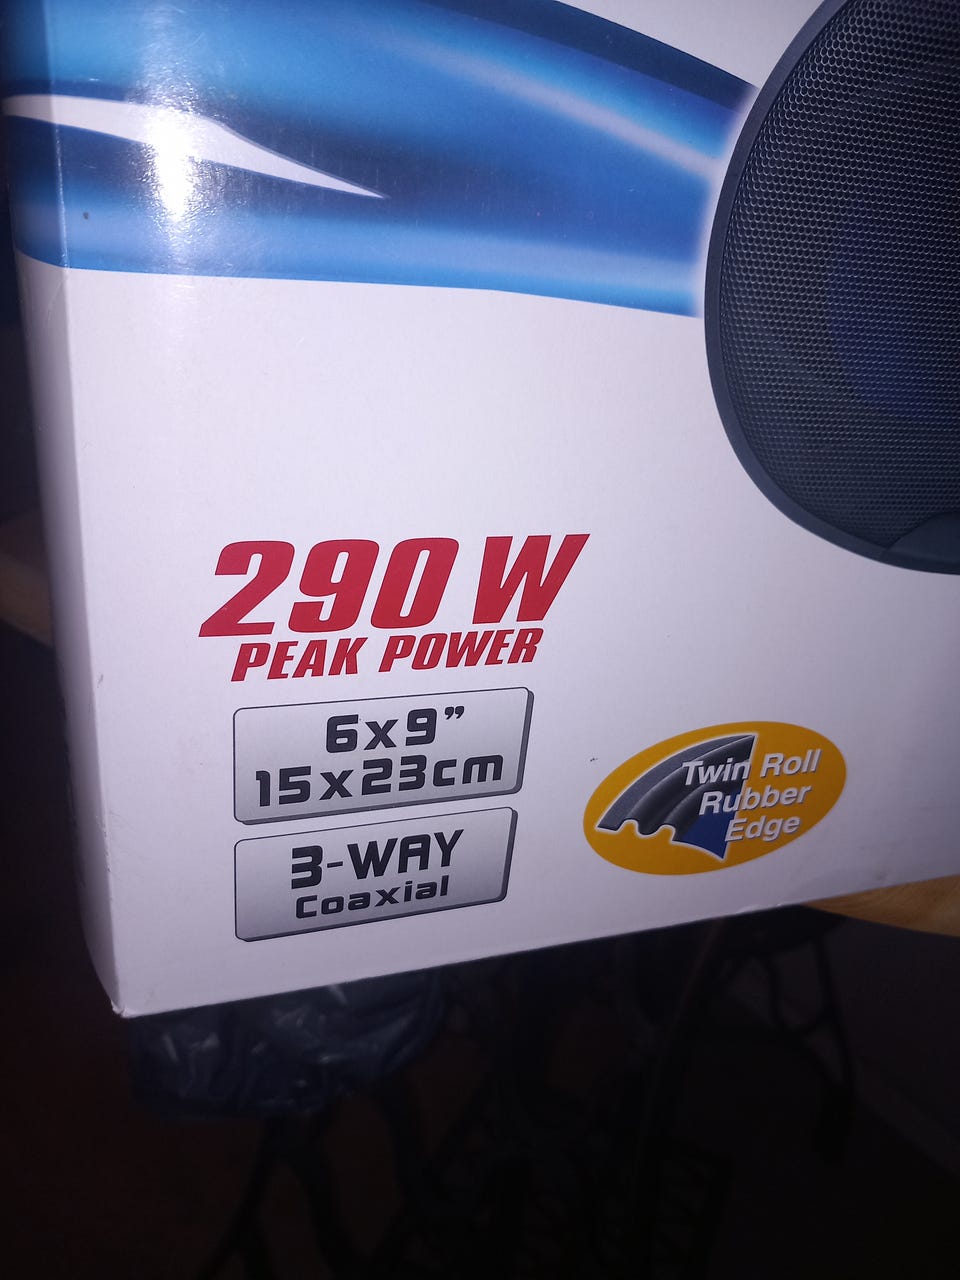 290 W
PEAK POWER
6x9”
15x23cm
3-WAY
Coaxial
Twin Roll
Rubber
Edge